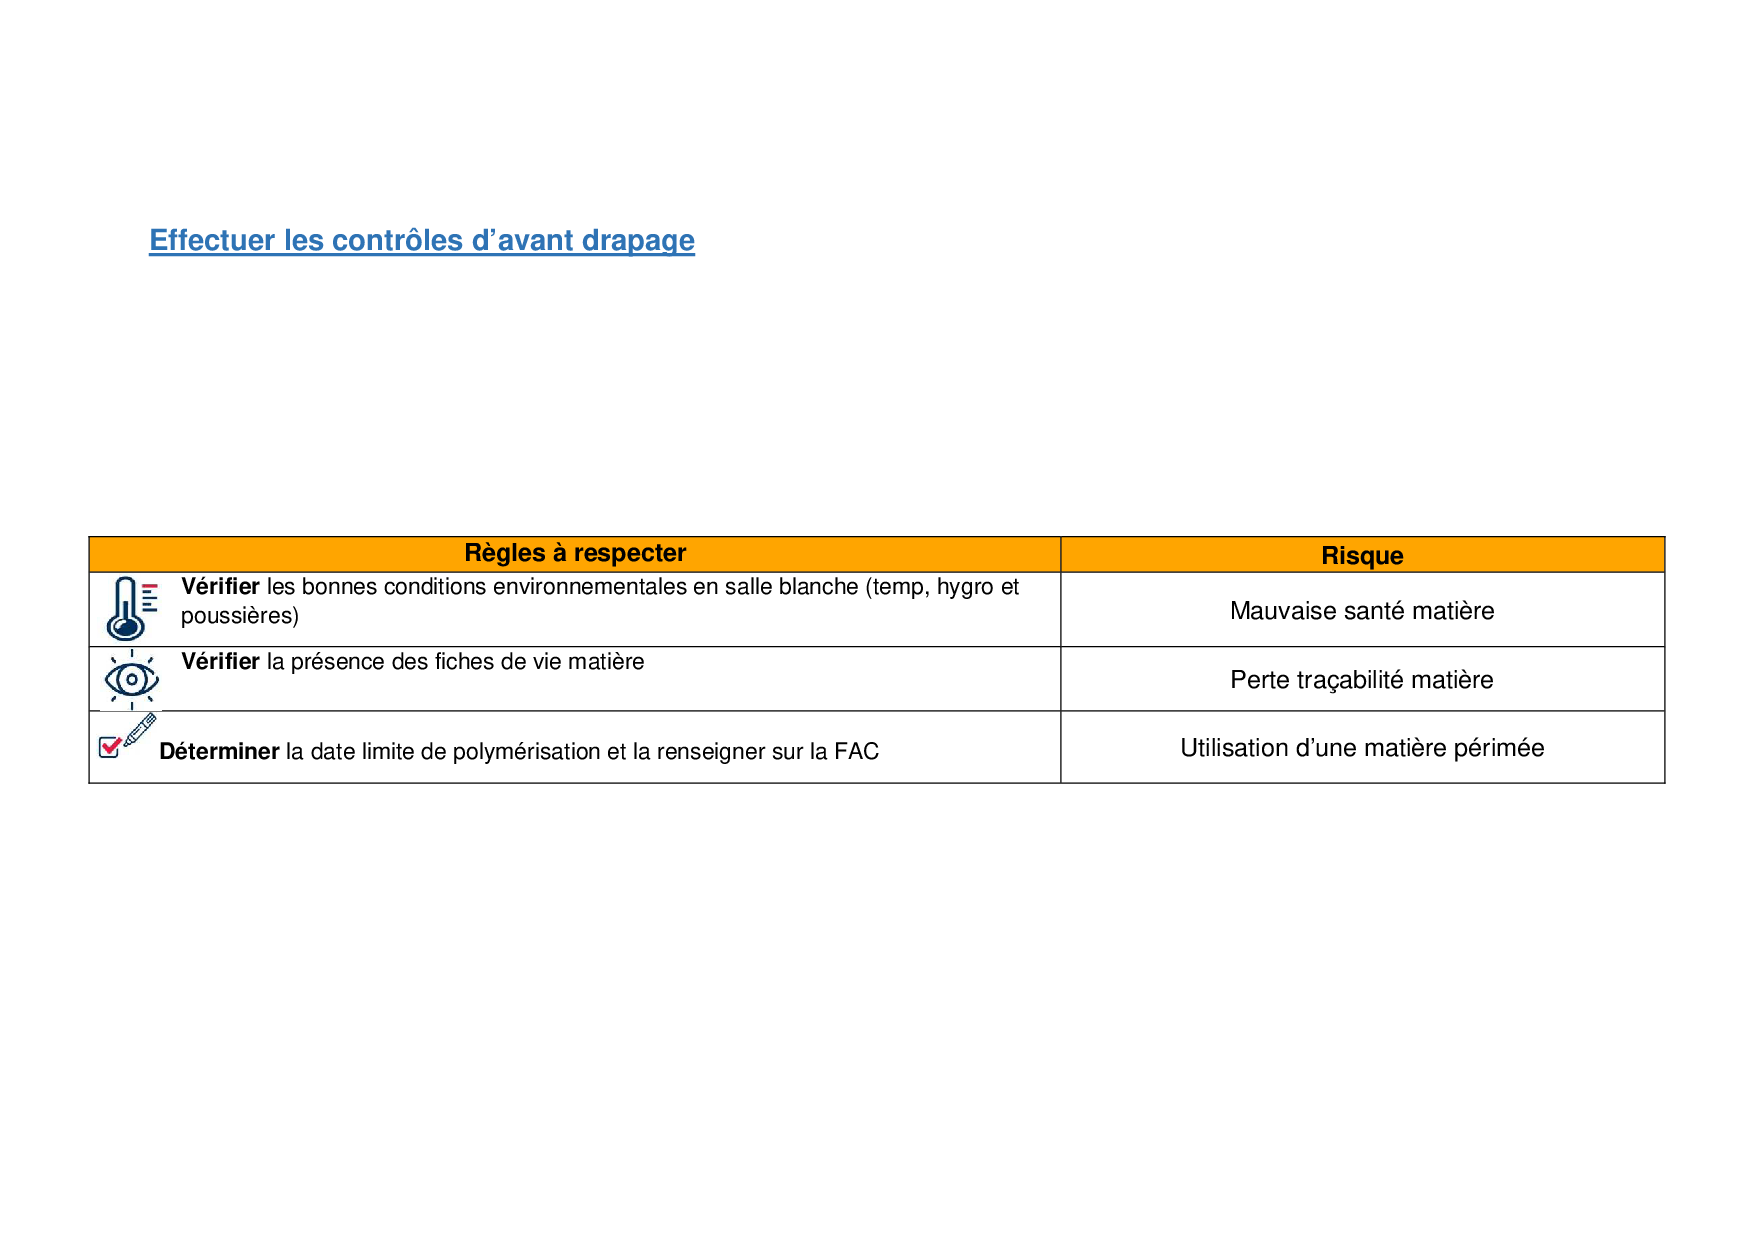 Effectuer les contrôles d’avant drapage
Règles à respecter
Risque
Vérifier les bonnes conditions environnementales en salle blanche (temp, hygro et
poussières)
Mauvaise santé matière
Vérifier la présence des fiches de vie matière
Perte traçabilité matière
Déterminer la date limite de polymérisation et la renseigner sur la FAC
Utilisation d’une matière périmée